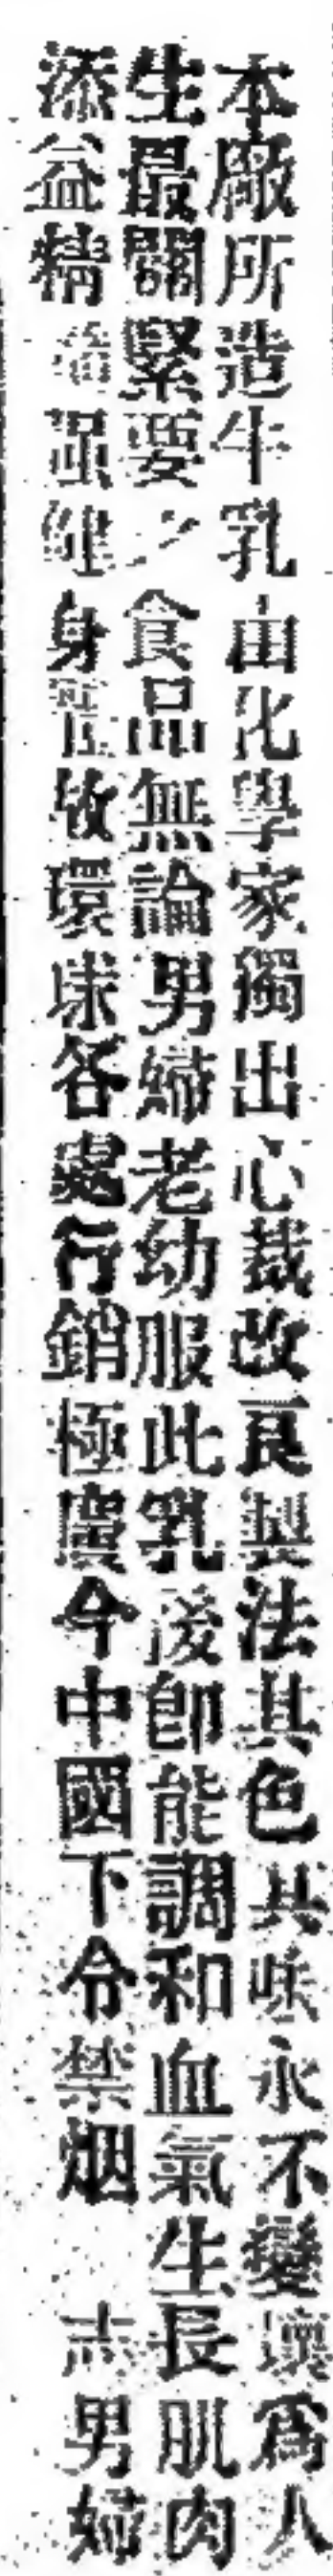 本廠所造牛乳由化學家獨出心裁改良製法其色其味永不變壞爲人
生最關緊要之食品無論男婦老幼服此乳後卽能調和血氣生長肌肉
添益精 强健身 故環球各處行銷極廣今中國下令禁烟 志男婦